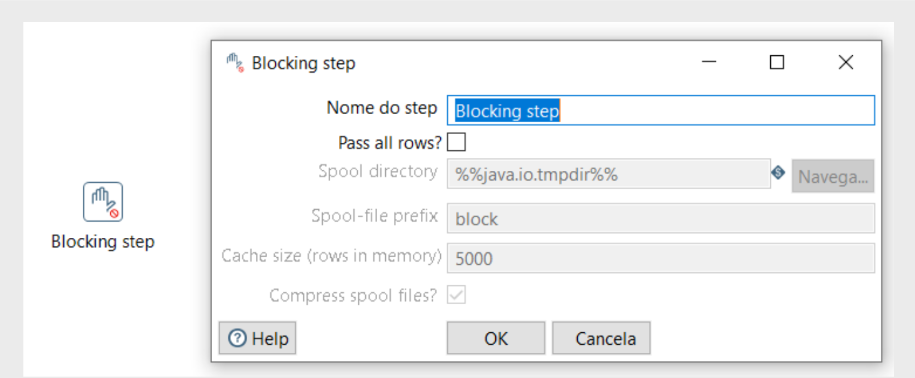 Blocking step
Nome do step Blocking step
Pass all rows?
Spool directory %%java.io.tmpdir%% Navega...
Spool-file prefix block
Cache size (rows in memory) 5000
Compress spool files?
Help OK Cancela
Blocking step